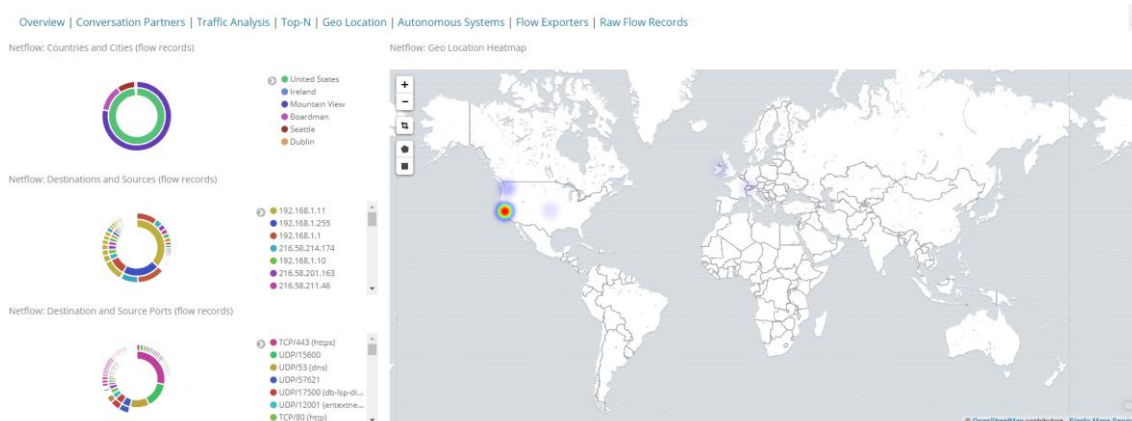 Overview | Conversation Partners | Traffic Analysis | Top-N | Geo Location | Autonomous Systems | Flow Exporters | Raw Flow Records
Netflow: Countries and Cities (flow records)
United States
Ireland
Mountain View
Boardman
Seattle
Dublin
Netflow: Destinations and Sources (flow records)
192.168.1.11
192.168.1.255
192.168.1.1
216.58.214.174
192.168.1.10
216.58.201.163
216.58.211.46
Netflow: Destination and Source Ports (flow records)
TCP/443 (https)
UDP/15600
UDP/53 (dns)
UDP/57621
UDP/17500 (db-lsp-di...
UDP/12001 (entextne...
TCP/80 (http)
Netflow: Geo Location Heatmap
+
−
© OpenStreetMap contributors